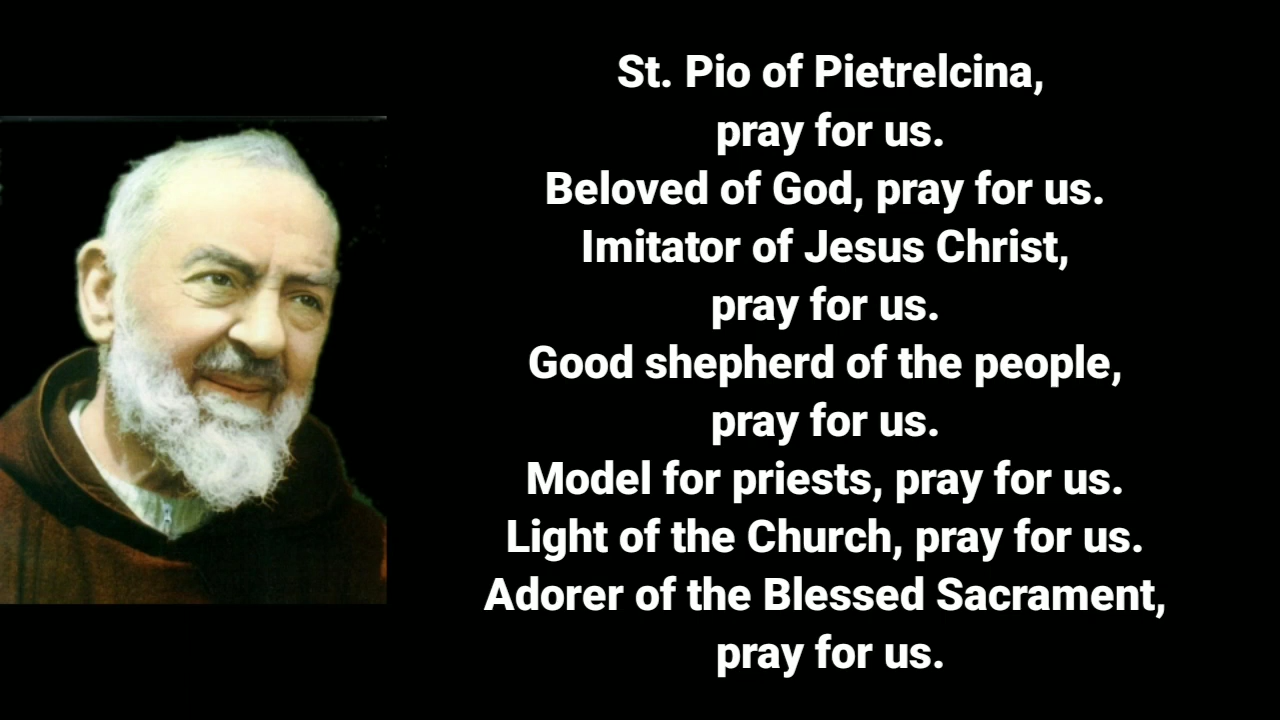 St. Pio of Pietrelcina,
pray for us.
Beloved of God, pray for us.
Imitator of Jesus Christ,
pray for us.
Good shepherd of the people,
pray for us.
Model for priests, pray for us.
Light of the Church, pray for us.
Adorer of the Blessed Sacrament,
pray for us.